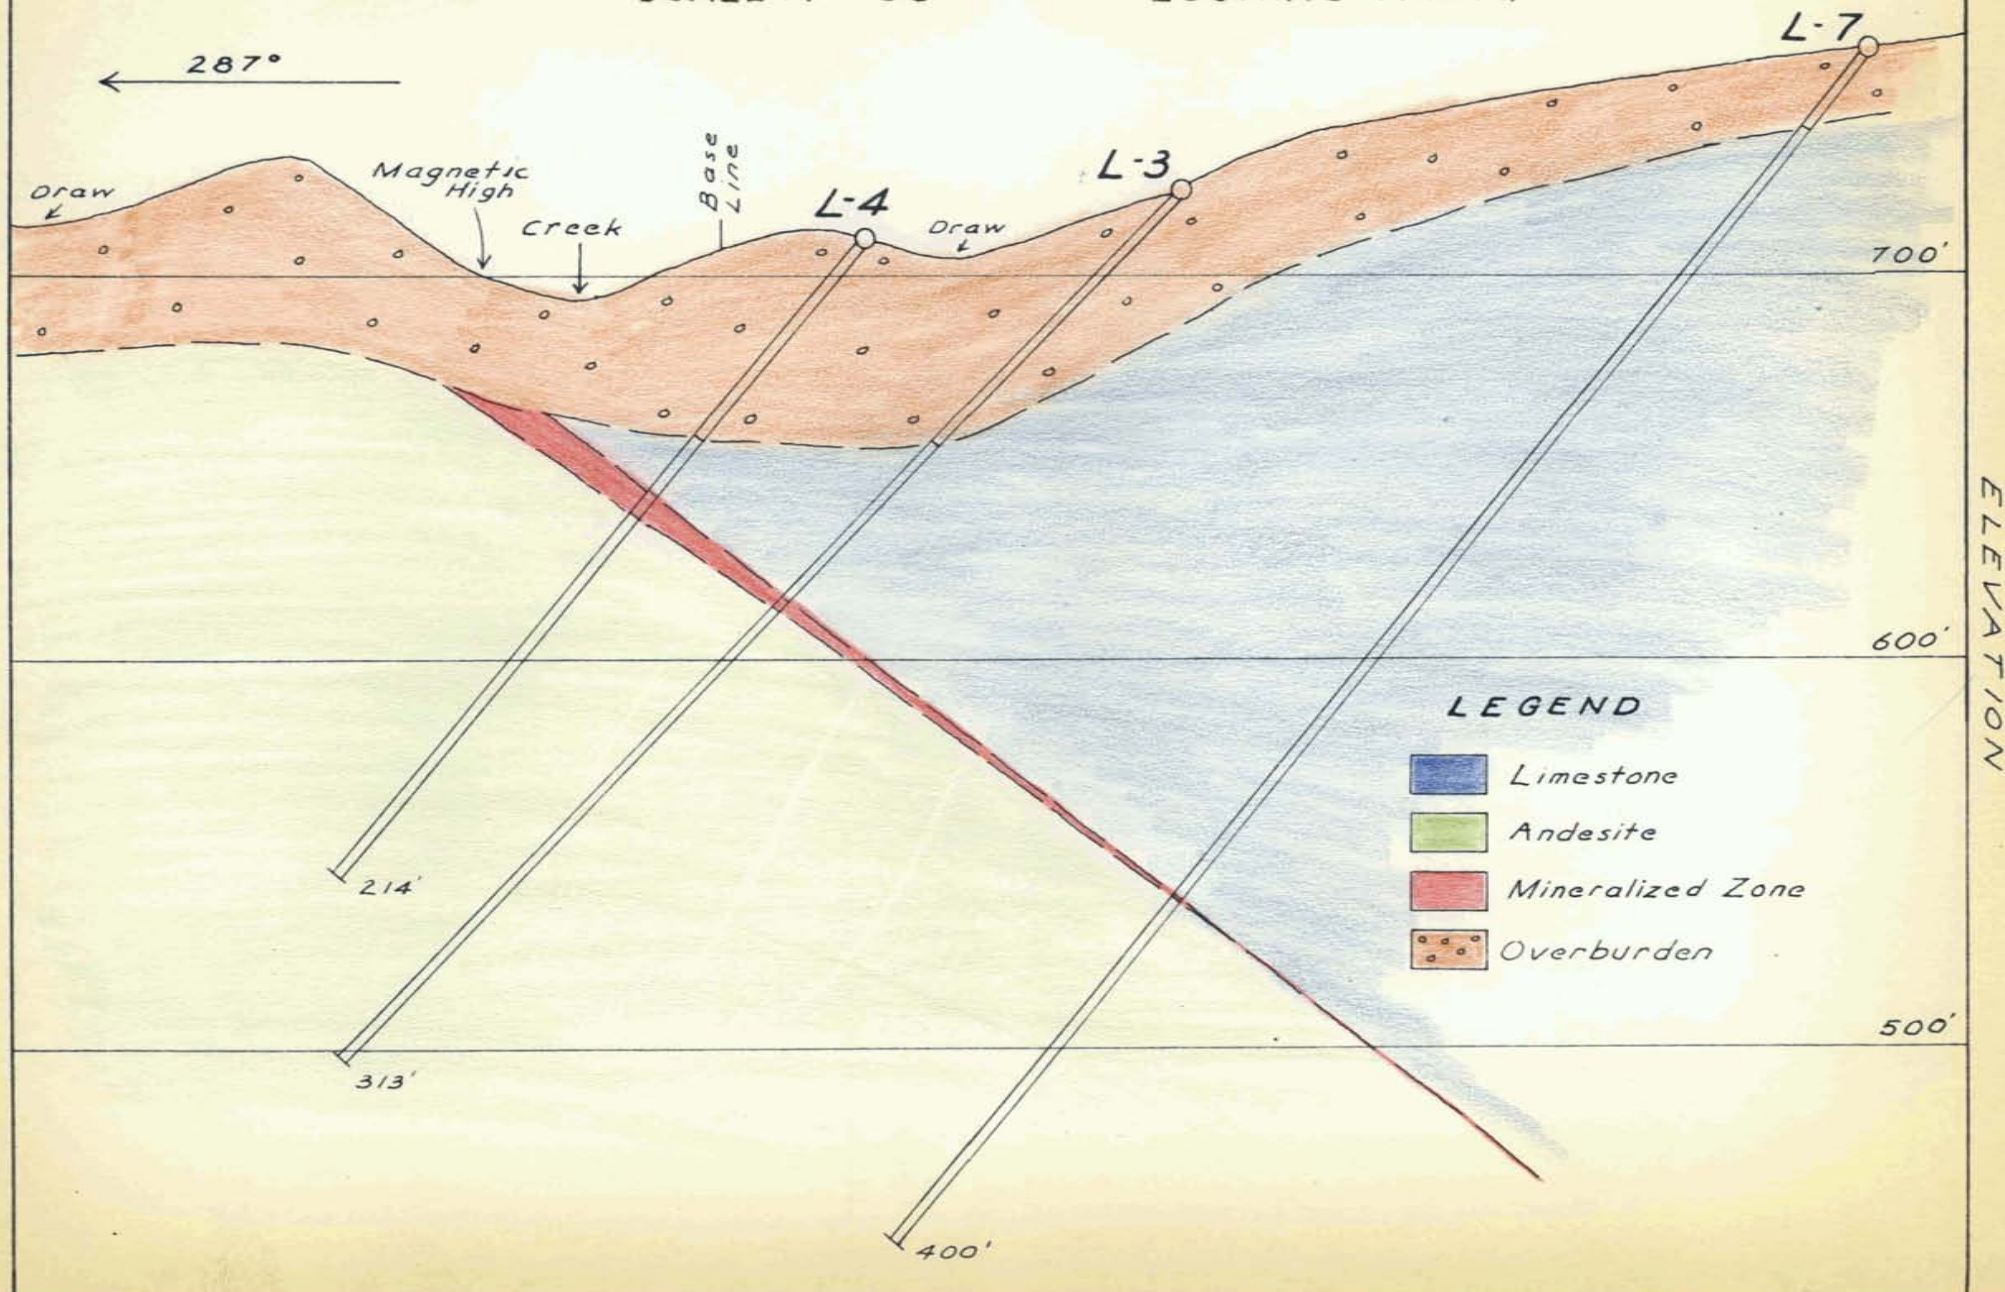 L-7
287°
Magnetic
High
Base
Line
L-3
Draw
L-4
Creek
Draw
700'
600'
ELEVATION
LEGEND
Limestone
214'
Andesite
Mineralized Zone
Overburden
500'
313'
400'